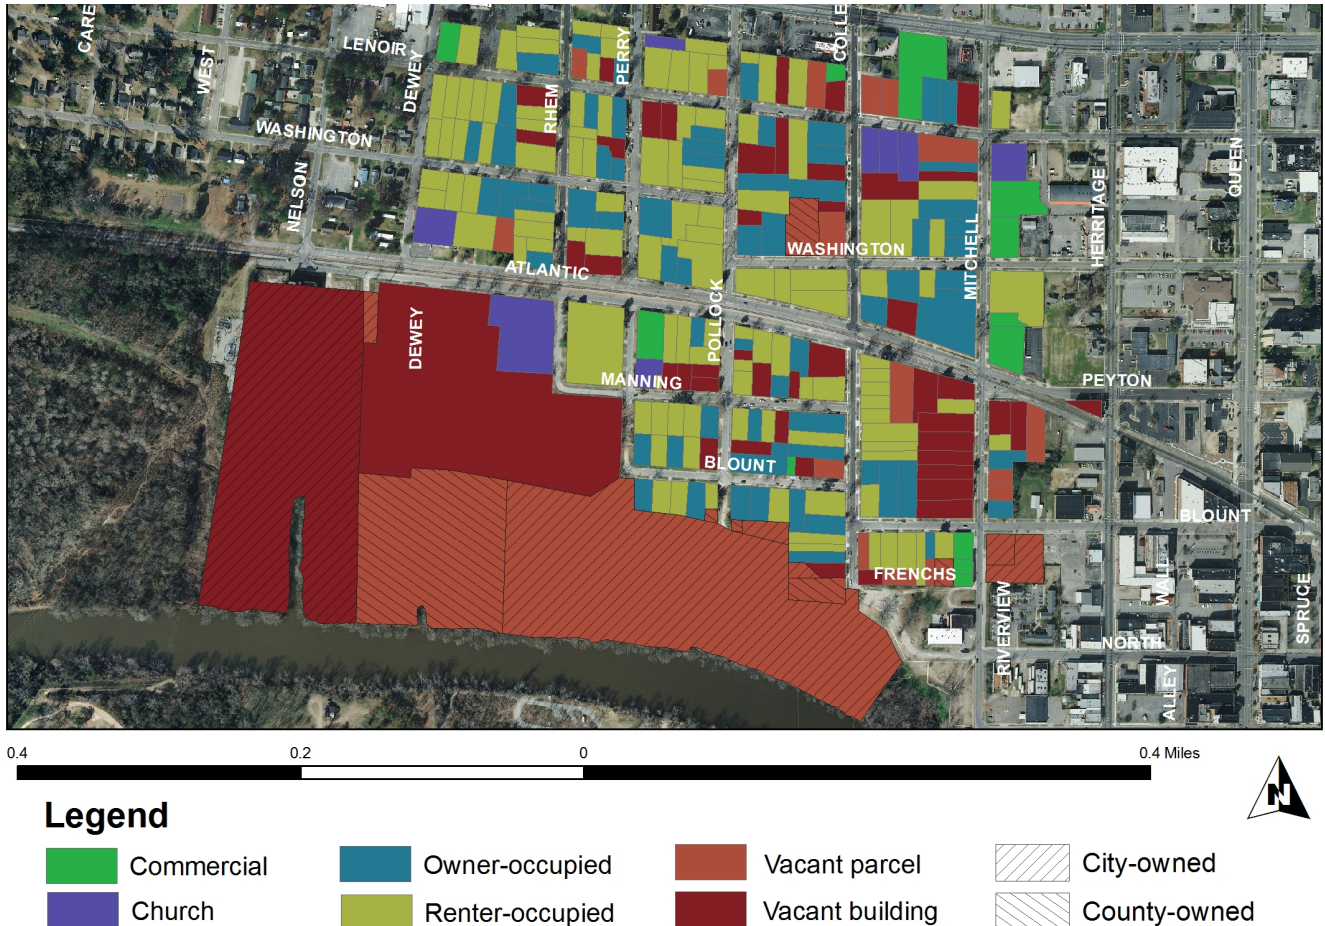 CARE
WEST
LENOIR
DEWEY
RHEM
PERRY
COLLE
WASHINGTON
NELSON
HERRITAGE
QUEEN
MITCHELL
WASHINGTON
ATLANTIC
POLLOCK
DEWEY
MANNING
PEYTON
BLOUNT
BLOUNT
FRENCHS
RIVERVIEW
WALL
SPRUCE
NORTH
ALLEY
0.4 0.2 0 0.4 Miles
N
Legend
Commercial
Owner-occupied
Vacant parcel
City-owned
Church
Renter-occupied
Vacant building
County-owned